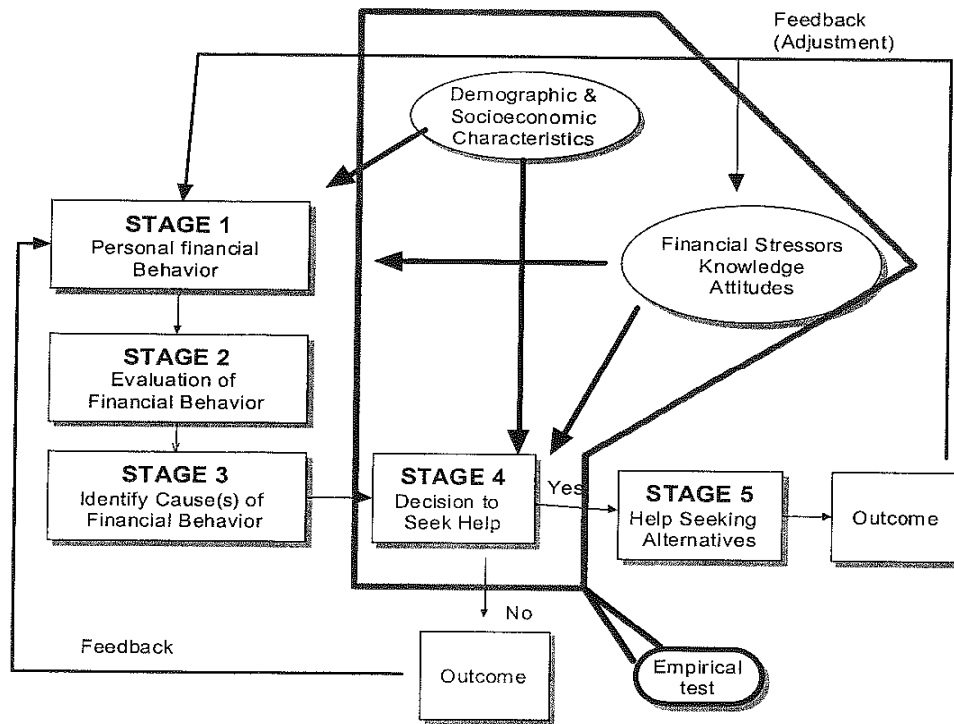 Feedback
(Adjustment)
Demographic &
Socioeconomic
Characteristics
STAGE 1
Personal financial
Behavior
Financial Stressors
Knowledge
Attitudes
STAGE 2
Evaluation of
Financial Behavior
STAGE 3
Identify Cause(s) of
Financial Behavior
STAGE 4
Decision to
Seek Help
Yes
STAGE 5
Help Seeking
Alternatives
Outcome
No
Feedback
Outcome
Empirical
test